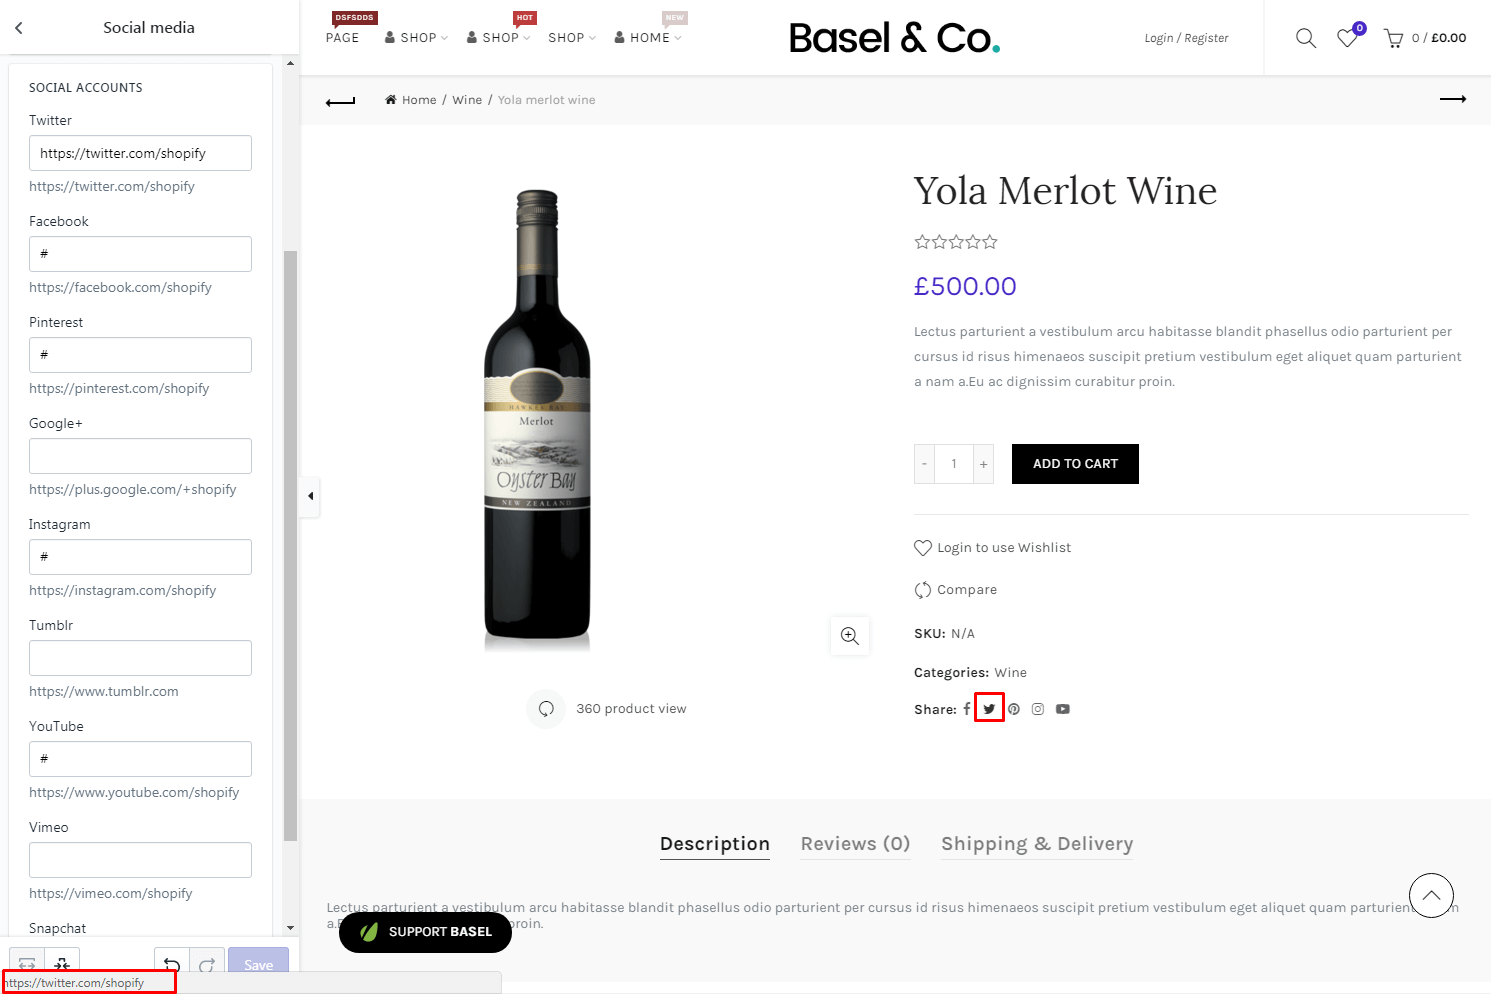 Social media
SOCIAL ACCOUNTS
Twitter
https://twitter.com/shopify
https://twitter.com/shopify
Facebook
#
https://facebook.com/shopify
Pinterest
#
https://pinterest.com/shopify
Google+
https://plus.google.com/+shopify
Instagram
#
https://instagram.com/shopify
Tumblr
https://www.tumblr.com
YouTube
#
https://www.youtube.com/shopify
Vimeo
https://vimeo.com/shopify
Snapchat
Save
https://twitter.com/shopify
DSFSDDS HOT NEW
PAGE SHOP SHOP SHOP HOME
Basel & Co.
Login / Register
0
0 / £0.00
Home / Wine / Yola merlot wine
HAWKES BAY
Merlot
Oyster Bay
NEW ZEALAND
360 product view
Yola Merlot Wine
£500.00
Lectus parturient a vestibulum arcu habitasse blandit phasellus odio parturient per
cursus id risus himenaeos suscipit pretium vestibulum eget aliquet quam parturient
a nam a.Eu ac dignissim curabitur proin.
- 1 + ADD TO CART
Login to use Wishlist
Compare
SKU: N/A
Categories: Wine
Share:
Description Reviews (0) Shipping & Delivery
Lectus parturient a vestibulum arcu habitasse blandit phasellus odio parturient per cursus id risus himenaeos suscipit pretium vestibulum eget aliquet quam parturient
proin.
SUPPORT BASEL